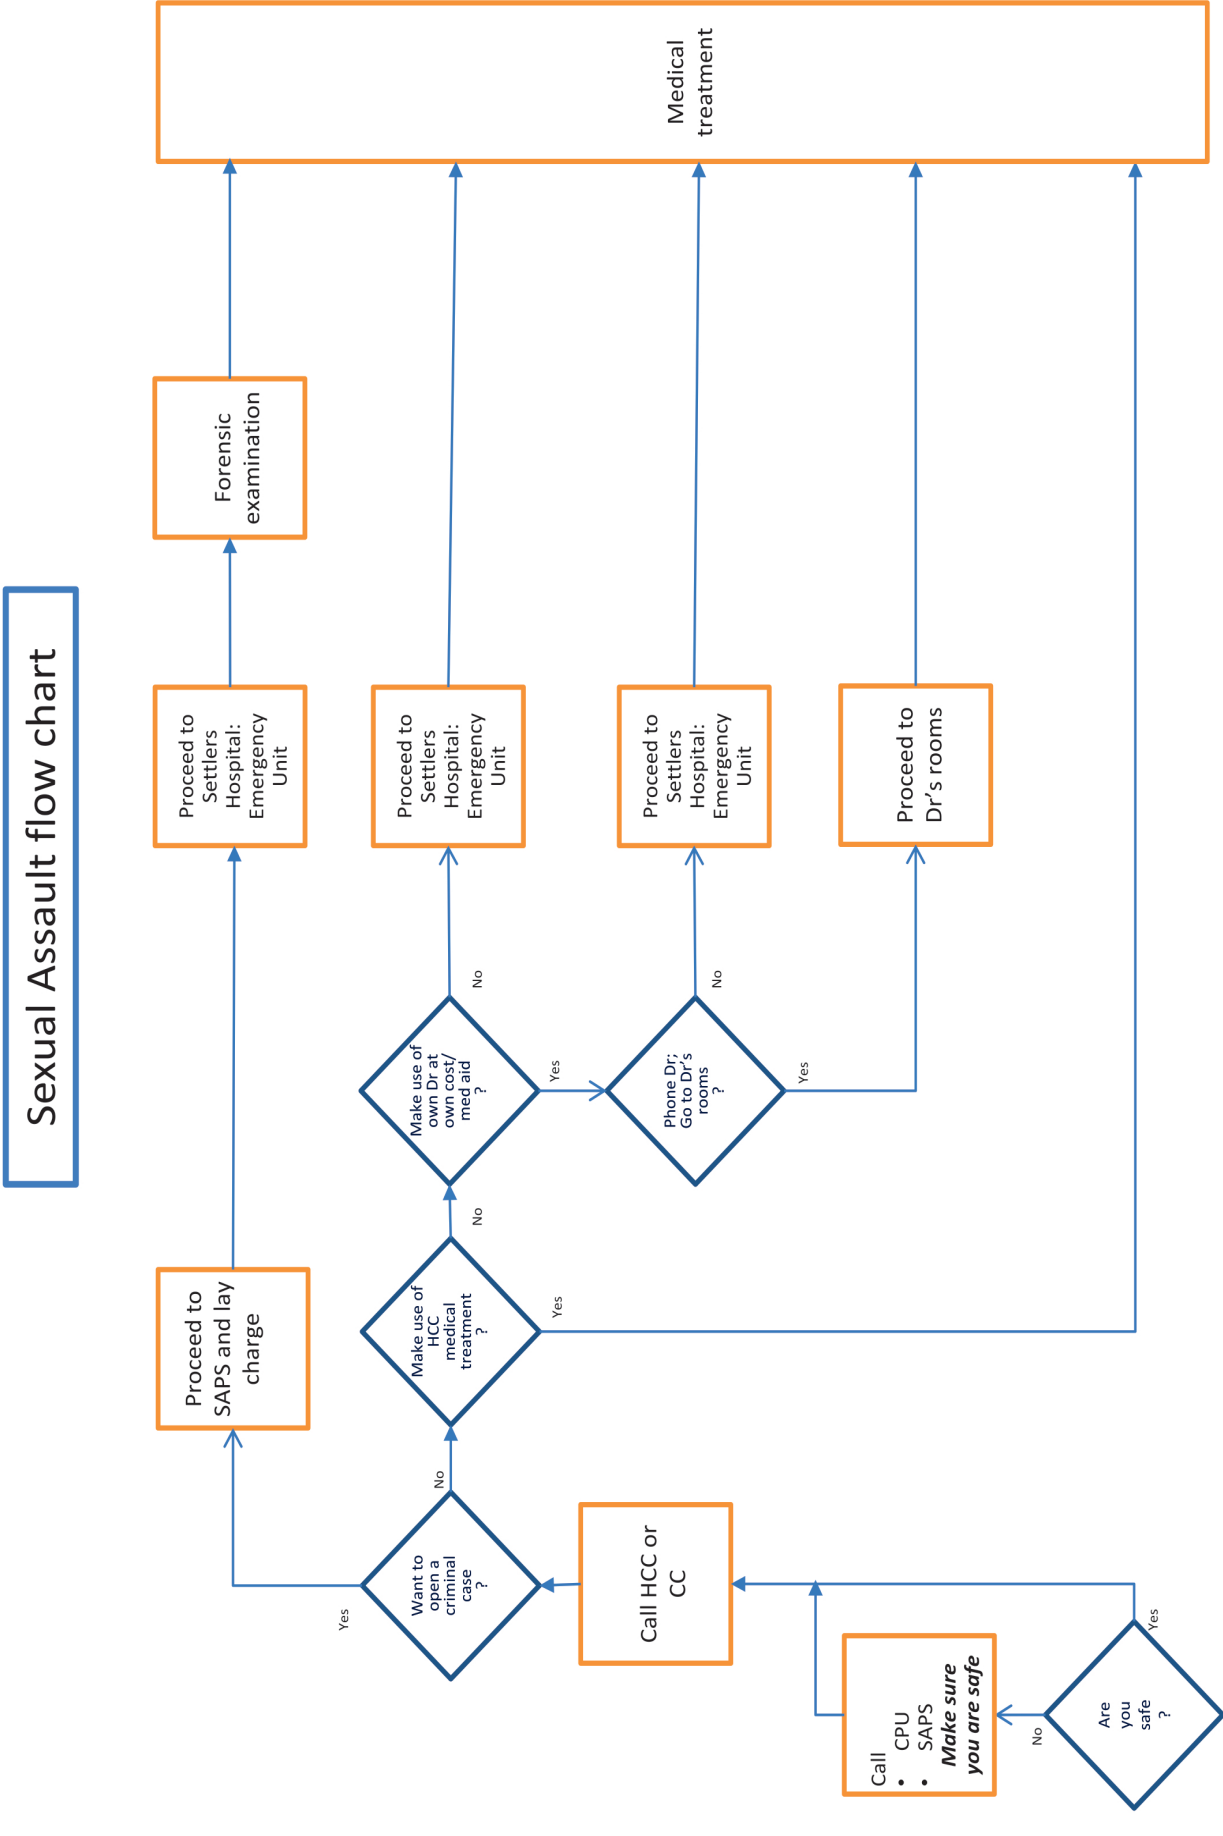 Sexual Assault flow chart
Are
you
safe
?
No
Yes
Call
• CPU
• SAPS
Make sure
you are safe
Call HCC or
CC
Want to
open a
criminal
case
?
Yes
No
Proceed to
SAPS and lay
charge
Proceed to
Settlers
Hospital:
Emergency
Unit
Forensic
examination
Make use of
HCC
medical
treatment
?
No
Yes
Make use of
own Dr at
own cost/
med aid
?
No
Yes
Proceed to
Settlers
Hospital:
Emergency
Unit
Phone Dr;
Go to Dr’s
rooms
?
No
Yes
Proceed to
Settlers
Hospital:
Emergency
Unit
Proceed to
Dr’s rooms
Medical
treatment